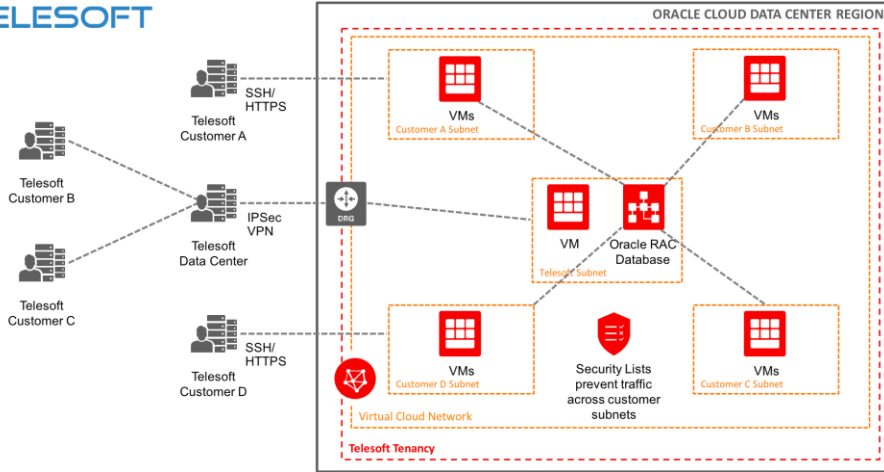 ELESOFT
ORACLE CLOUD DATA CENTER REGION
SSH/
HTTPS
Telesoft
Customer A
VMs
Customer A Subnet
VMs
Customer B Subnet
Telesoft
Customer B
Telesoft
Data Center
IPSec
VPN
DRG
VM
Oracle RAC
Database
Telesoft Subnet
Telesoft
Customer C
SSH/
HTTPS
Telesoft
Customer D
VMs
Customer D Subnet
Security Lists
prevent traffic
across customer
subnets
VMs
Customer C Subnet
Virtual Cloud Network
Telesoft Tenancy